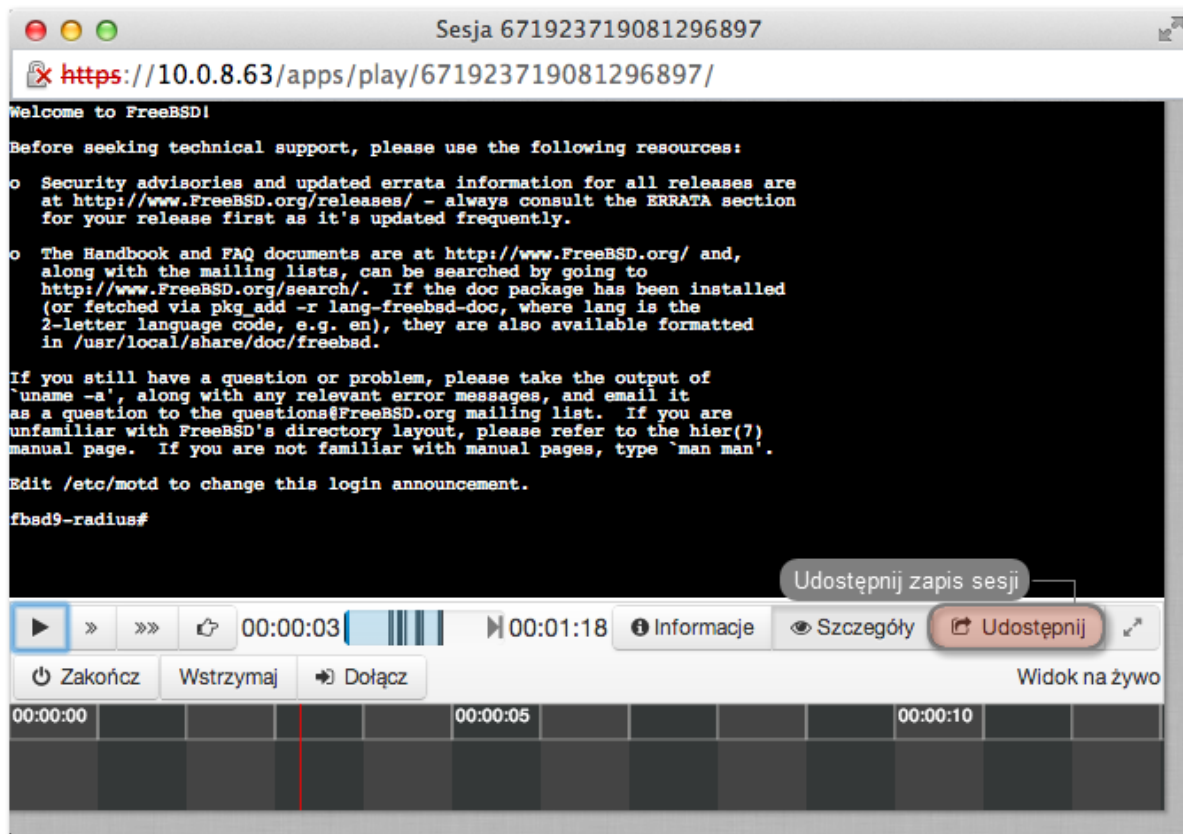 Sesja 671923719081296897
https://10.0.8.63/apps/play/671923719081296897/
Welcome to FreeBSD!
Before seeking technical support, please use the following resources:
o  Security advisories and updated errata information for all releases are
   at http://www.FreeBSD.org/releases/ - always consult the ERRATA section
   for your release first as it's updated frequently.
o  The Handbook and FAQ documents are at http://www.FreeBSD.org/ and,
   along with the mailing lists, can be searched by going to
   http://www.FreeBSD.org/search/.  If the doc package has been installed
   (or fetched via pkg_add -r lang-freebsd-doc, where lang is the
   2-letter language code, e.g. en), they are also available formatted
   in /usr/local/share/doc/freebsd.
If you still have a question or problem, please take the output of
`uname -a', along with any relevant error messages, and email it
as a question to the questions@FreeBSD.org mailing list.  If you are
unfamiliar with FreeBSD's directory layout, please refer to the hier(7)
manual page.  If you are not familiar with manual pages, type `man man'.
Edit /etc/motd to change this login announcement.
fbsd9-radius#
Udostępnij zapis sesji
00:00:03 00:01:18 Informacje Szczegóły Udostępnij
Zakończ Wstrzymaj Dołącz Widok na żywo
00:00:00 00:00:05 00:00:10